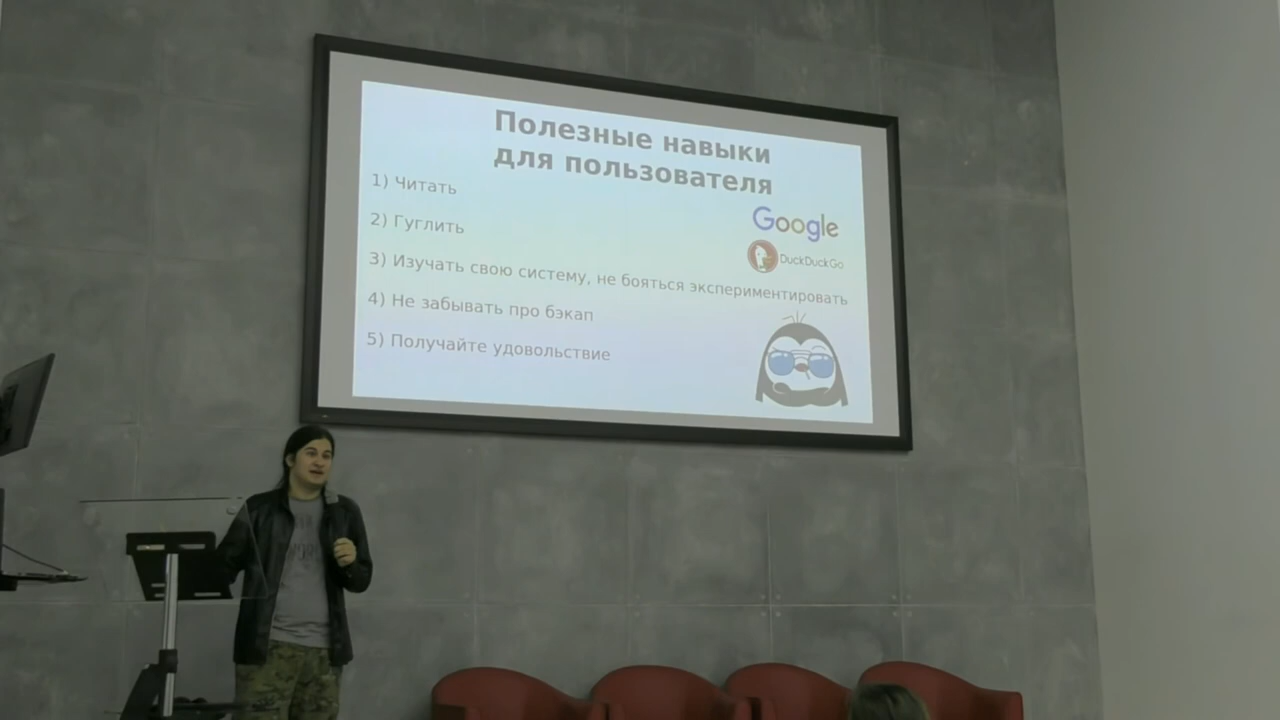 Полезные навыки
для пользователя
1) Читать
2) Гуглить
Google
DuckDuckGo
3) Изучать свою систему, не бояться экспериментировать
4) Не забывать про бэкап
5) Получайте удовольствие